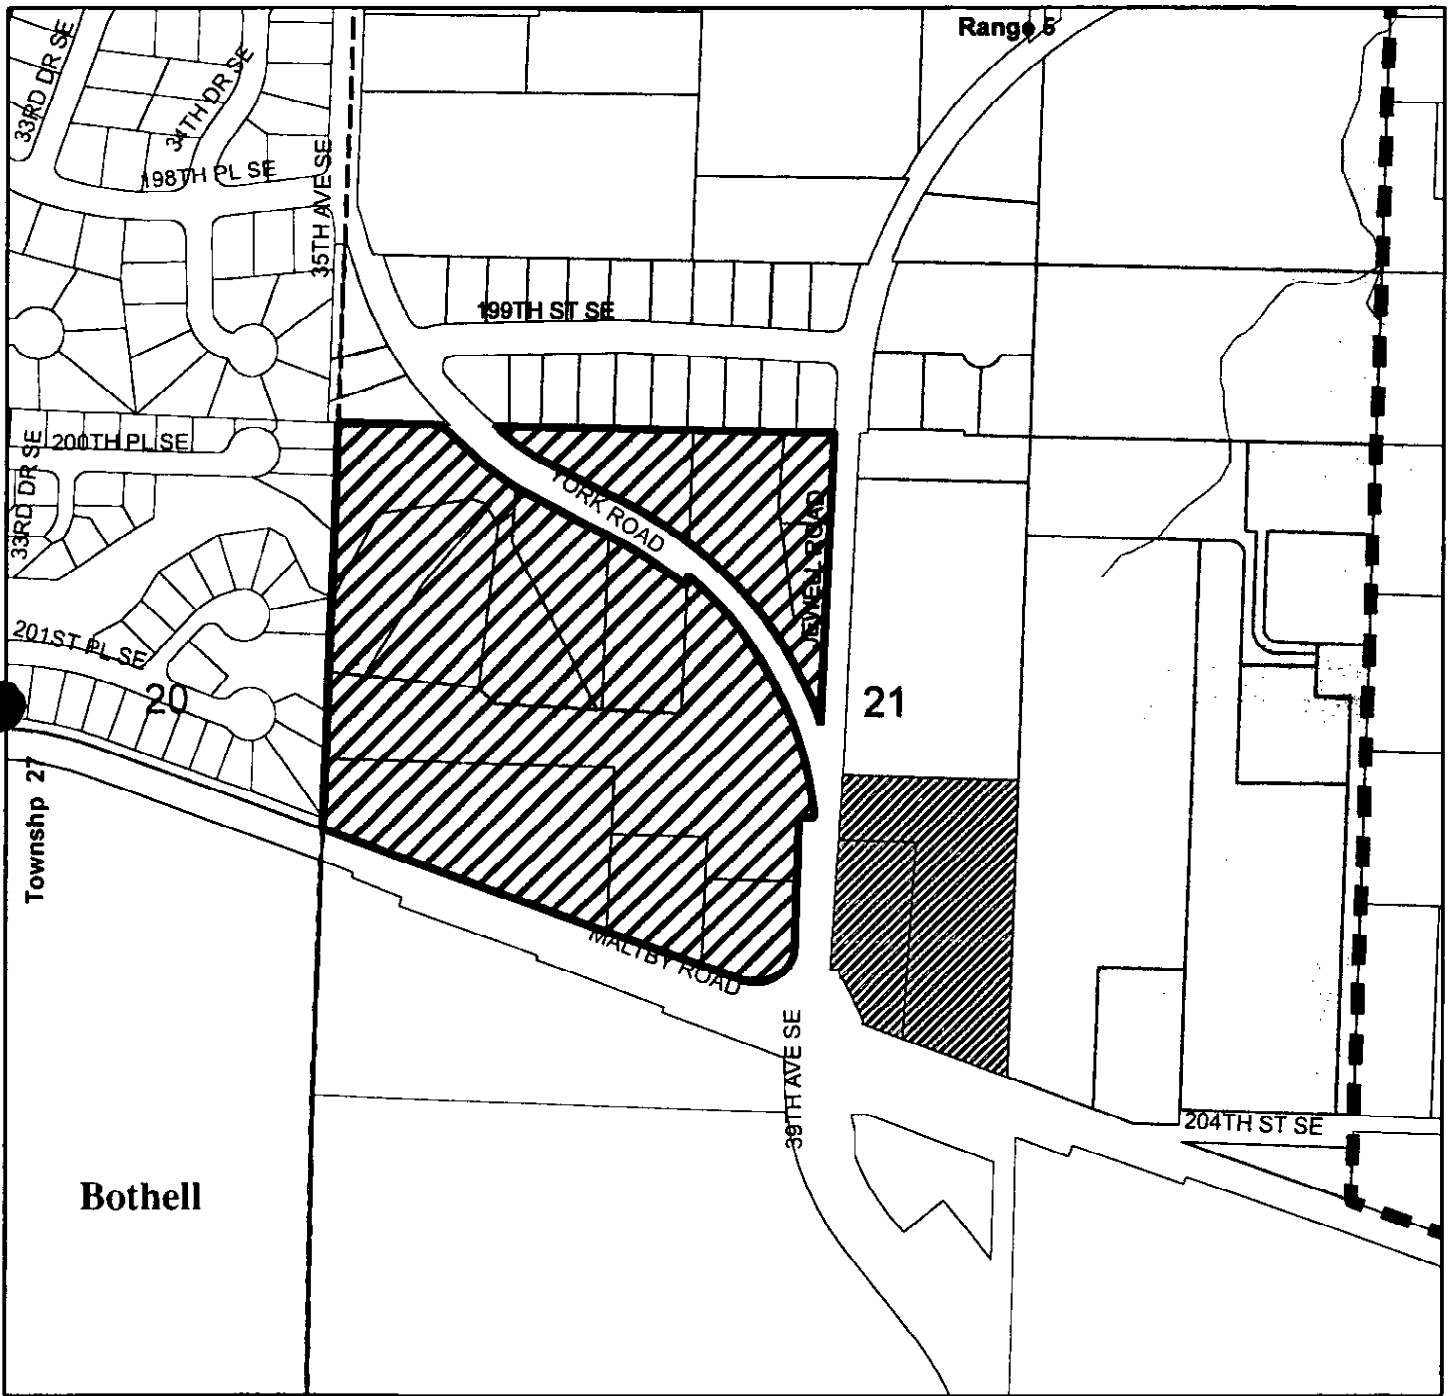 Range 5
33RD DR SE
34TH DR SE
198TH PL SE
35TH AVE SE
199TH ST SE
200TH PL SE
33RD DR SE
YORK ROAD
JEWELL ROAD
201ST PL SE
20
21
Townshp 27
MALTBY ROAD
39TH AVE SE
204TH ST SE
Bothell